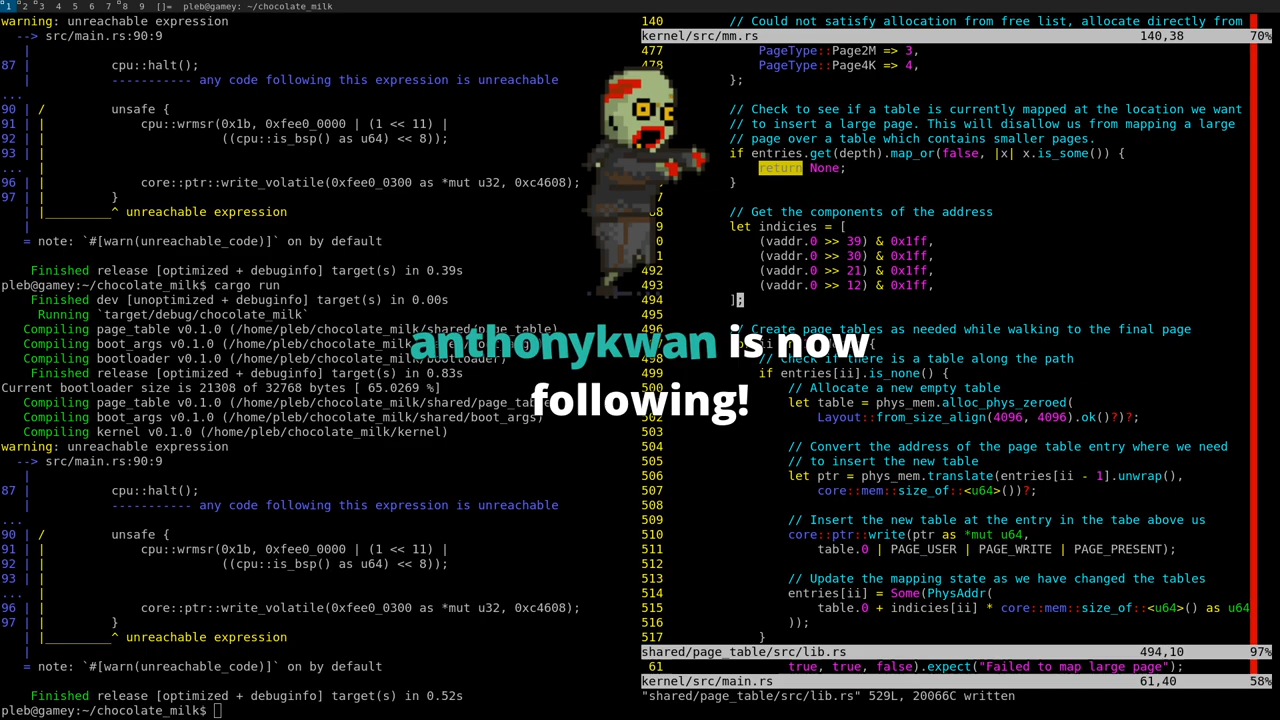 1 2 3 4 5 6 7 8 9 []= pleb@gamey: ~/chocolate_milk
warning: unreachable expression
--> src/main.rs:90:9
|
87 | cpu::halt();
| ----------- any code following this expression is unreachable
...
90 | / unsafe {
91 | | cpu::wrmsr(0x1b, 0xfee0_0000 | (1 << 11) |
92 | | ((cpu::is_bsp() as u64) << 8));
93 | |
... |
96 | | core::ptr::write_volatile(0xfee0_0300 as *mut u32, 0xc4608);
97 | | }
| |_________^ unreachable expression
|
= note: `#[warn(unreachable_code)]` on by default
Finished release [optimized + debuginfo] target(s) in 0.39s
pleb@gamey:~/chocolate_milk$ cargo run
Finished dev [unoptimized + debuginfo] target(s) in 0.00s
Running `target/debug/chocolate_milk`
Compiling page_table v0.1.0 (/home/pleb/chocolate_milk/shared/page_table)
Compiling boot_args v0.1.0 (/home/pleb/chocolate_milk/shared/boot_args)
Compiling bootloader v0.1.0 (/home/pleb/chocolate_milk/bootloader)
Finished release [optimized + debuginfo] target(s) in 0.83s
Current bootloader size is 21308 of 32768 bytes [ 65.0269 %]
Compiling page_table v0.1.0 (/home/pleb/chocolate_milk/shared/page_table)
Compiling boot_args v0.1.0 (/home/pleb/chocolate_milk/shared/boot_args)
Compiling kernel v0.1.0 (/home/pleb/chocolate_milk/kernel)
warning: unreachable expression
--> src/main.rs:90:9
|
87 | cpu::halt();
| ----------- any code following this expression is unreachable
...
90 | / unsafe {
91 | | cpu::wrmsr(0x1b, 0xfee0_0000 | (1 << 11) |
92 | | ((cpu::is_bsp() as u64) << 8));
93 | |
... |
96 | | core::ptr::write_volatile(0xfee0_0300 as *mut u32, 0xc4608);
97 | | }
| |_________^ unreachable expression
|
= note: `#[warn(unreachable_code)]` on by default
Finished release [optimized + debuginfo] target(s) in 0.52s
pleb@gamey:~/chocolate_milk$
anthonykwan is now
following!
140 // Could not satisfy allocation from free list, allocate directly from
kernel/src/mm.rs 140,38 70%
477 PageType::Page2M => 3,
478 PageType::Page4K => 4,
};
// Check to see if a table is currently mapped at the location we want
// to insert a large page. This will disallow us from mapping a large
// page over a table which contains smaller pages.
if entries.get(depth).map_or(false, |x| x.is_some()) {
return None;
}
// Get the components of the address
let indicies = [
(vaddr.0 >> 39) & 0x1ff,
(vaddr.0 >> 30) & 0x1ff,
492 (vaddr.0 >> 21) & 0x1ff,
493 (vaddr.0 >> 12) & 0x1ff,
494 ];
495
496 // Create page tables as needed while walking to the final page
498 // Check if there is a table along the path
499 if entries[ii].is_none() {
500 // Allocate a new empty table
let table = phys_mem.alloc_phys_zeroed(
502 Layout::from_size_align(4096, 4096).ok()?)?;
503
504 // Convert the address of the page table entry where we need
505 // to insert the new table
506 let ptr = phys_mem.translate(entries[ii - 1].unwrap(),
507 core::mem::size_of::<u64>())?;
508
509 // Insert the new table at the entry in the tabe above us
510 core::ptr::write(ptr as *mut u64,
511 table.0 | PAGE_USER | PAGE_WRITE | PAGE_PRESENT);
512
513 // Update the mapping state as we have changed the tables
514 entries[ii] = Some(PhysAddr(
515 table.0 + indicies[ii] * core::mem::size_of::<u64>() as u64
516 ));
517 }
shared/page_table/src/lib.rs 494,10 97%
61 true, true, false).expect("Failed to map large page");
kernel/src/main.rs 61,40 58%
"shared/page_table/src/lib.rs" 529L, 20066C written